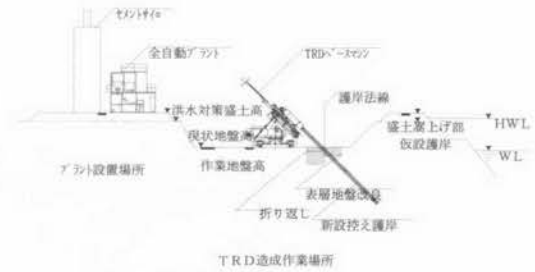 セメントサイロ
全自動プラント
TRDベースマシン
護岸法線
洪水対策盛土高
HWL
現状地盤高
盛土嵩上げ部
仮設護岸
作業地盤高
WL
プラント設置場所
表層地盤改良
折り返し
新設控え護岸
TRD造成作業場所